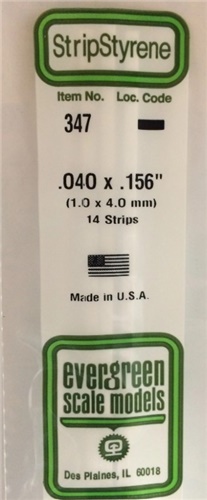 StripStyrene
Item No. Loc. Code
347
.040 x .156"
(1.0 x 4.0 mm)
14 Strips
Made in U.S.A.
evergreen
scale models
Des Plaines, IL 60018